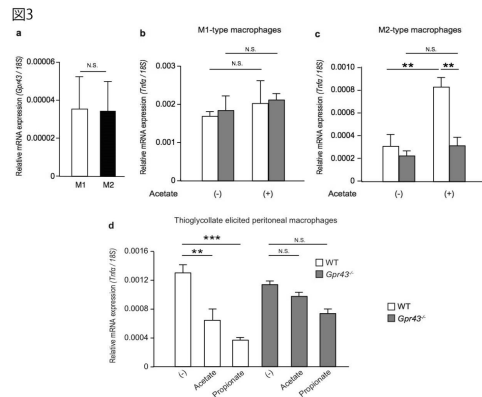 図3
a
Relative mRNA expression (Gpr43 / 18S)
N.S.
0.00004
0.00002
0
M1
M2
b
M1-type macrophages
Relative mRNA expression (Tnfα / 18S)
N.S.
N.S.
0.003
0.002
0.001
0
Acetate
(-)
(+)
c
M2-type macrophages
Relative mRNA expression (Tnfα / 18S)
N.S.
**
**
0.0010
0.0008
0.0006
0.0004
0.0002
0
Acetate
(-)
(+)
d
Thioglycollate elicited peritoneal macrophages
Relative mRNA expression (Tnfα / 18S)
***
**
N.S.
N.S.
0.0016
0.0012
0.0008
0.0004
0
(-)
Acetate
Propionate
(-)
Acetate
Propionate
WT
Gpr43-/-
WT
Gpr43-/-